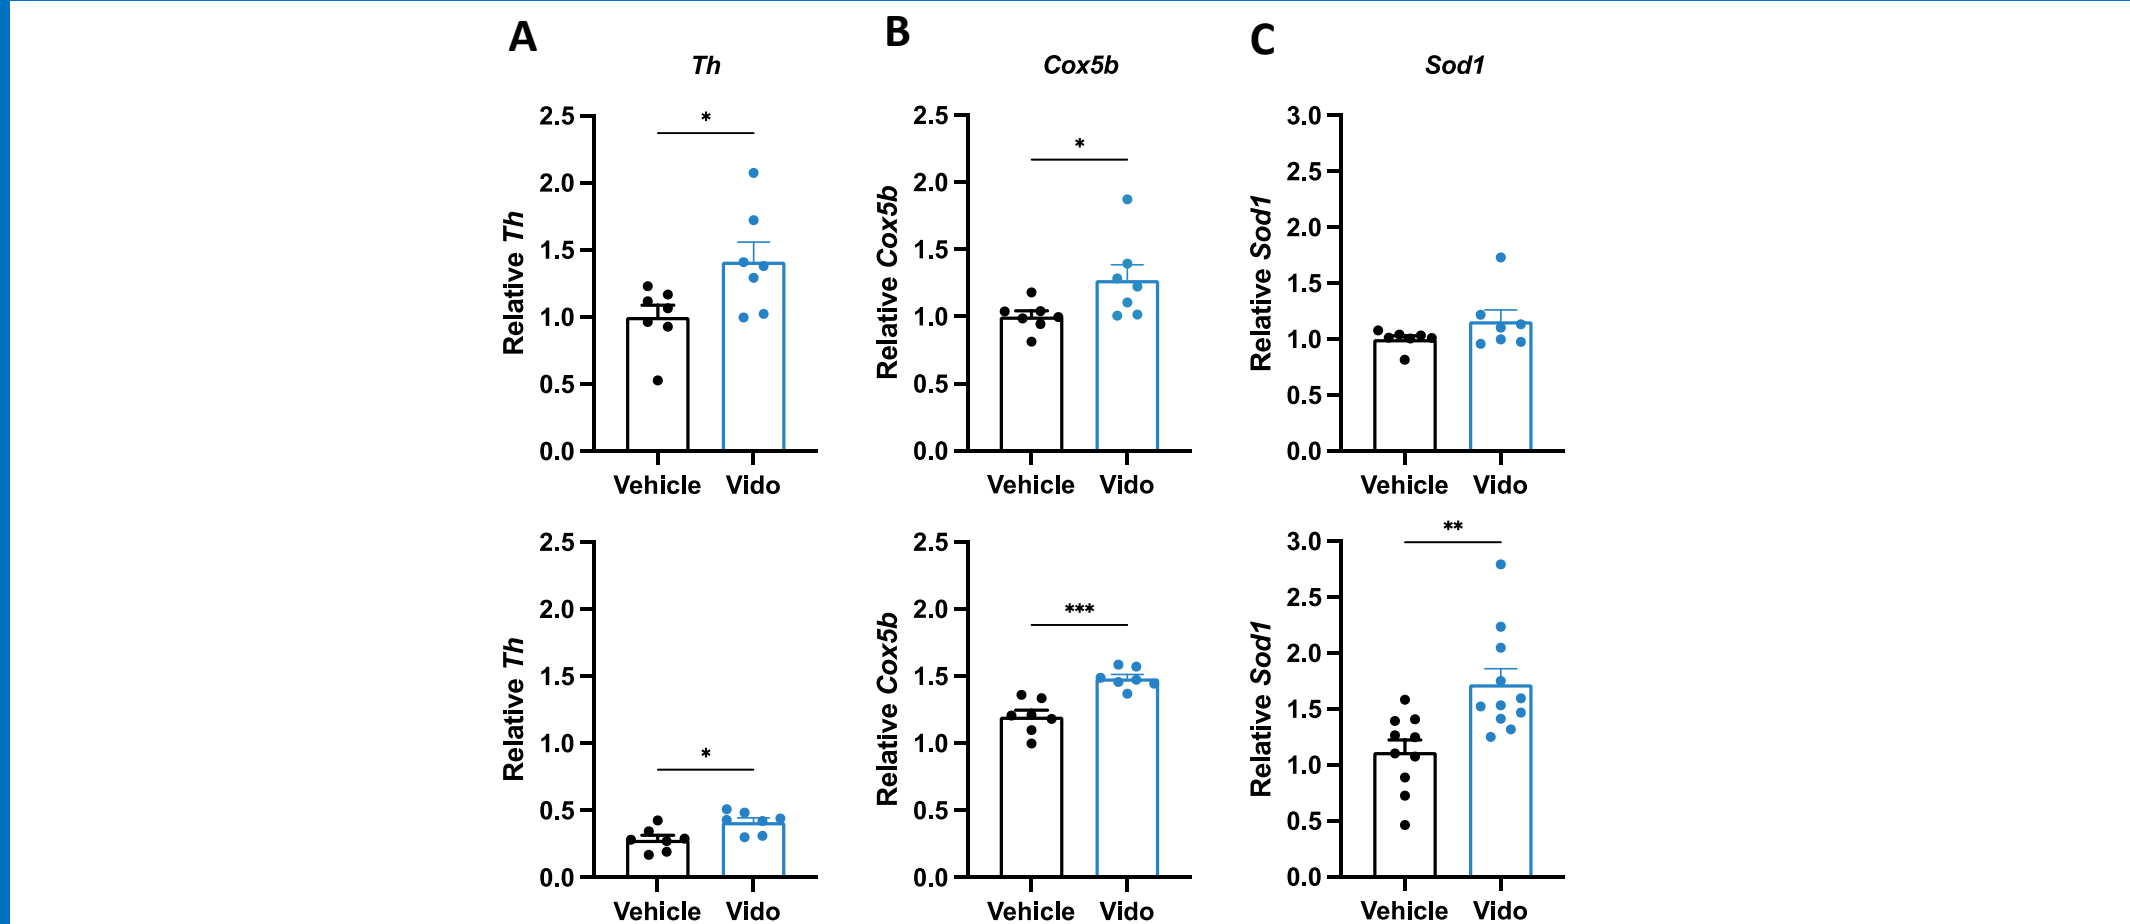 A
B
C
Th
Cox5b
Sod1
*
*
2.5
2.0
1.5
1.0
0.5
0.0
Relative Th
Vehicle Vido
2.5
2.0
1.5
1.0
0.5
0.0
Relative Cox5b
Vehicle Vido
3.0
2.5
2.0
1.5
1.0
0.5
0.0
Relative Sod1
Vehicle Vido
*
2.5
2.0
1.5
1.0
0.5
0.0
Relative Th
Vehicle Vido
***
2.5
2.0
1.5
1.0
0.5
0.0
Relative Cox5b
Vehicle Vido
**
3.0
2.5
2.0
1.5
1.0
0.5
0.0
Relative Sod1
Vehicle Vido